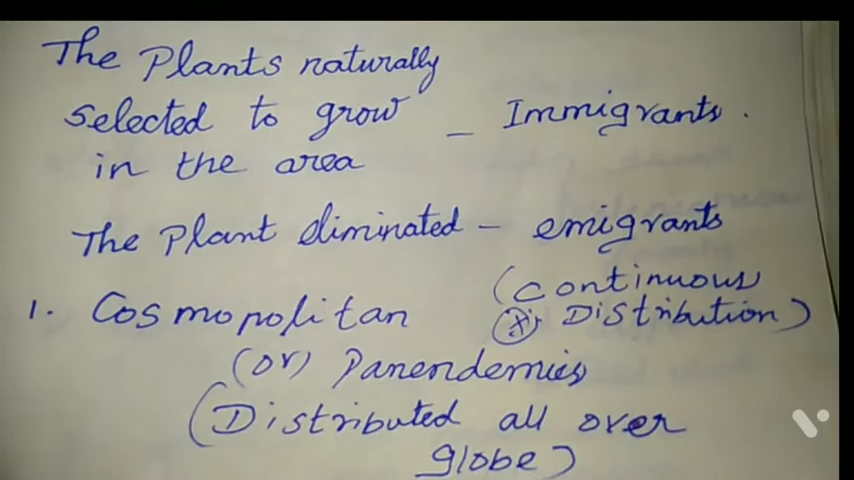 The Plants naturally
selected to grow – Immigrants.
in the area
The Plant eliminated – emigrants
1. Cosmopolitan (Continuous
Distribution)
(or) Panendemics
(Distributed all over
globe)